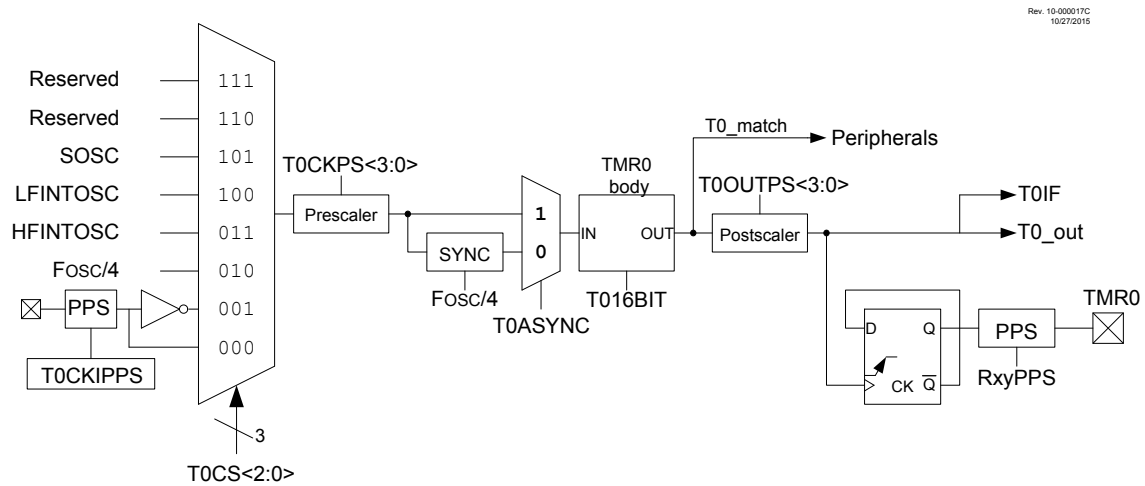 Rev. 10-000017C
10/27/2015
Reserved
111
Reserved
110
SOSC
101
LFINTOSC
100
HFINTOSC
011
FOSC/4
010
PPS
001
000
T0CKIPPS
3
T0CS<2:0>
T0CKPS<3:0>
Prescaler
SYNC
FOSC/4
1
0
T0ASYNC
TMR0
body
IN
OUT
T016BIT
T0_match
Peripherals
T0OUTPS<3:0>
Postscaler
T0IF
T0_out
D
Q
CK
Q̅
PPS
RxyPPS
TMR0